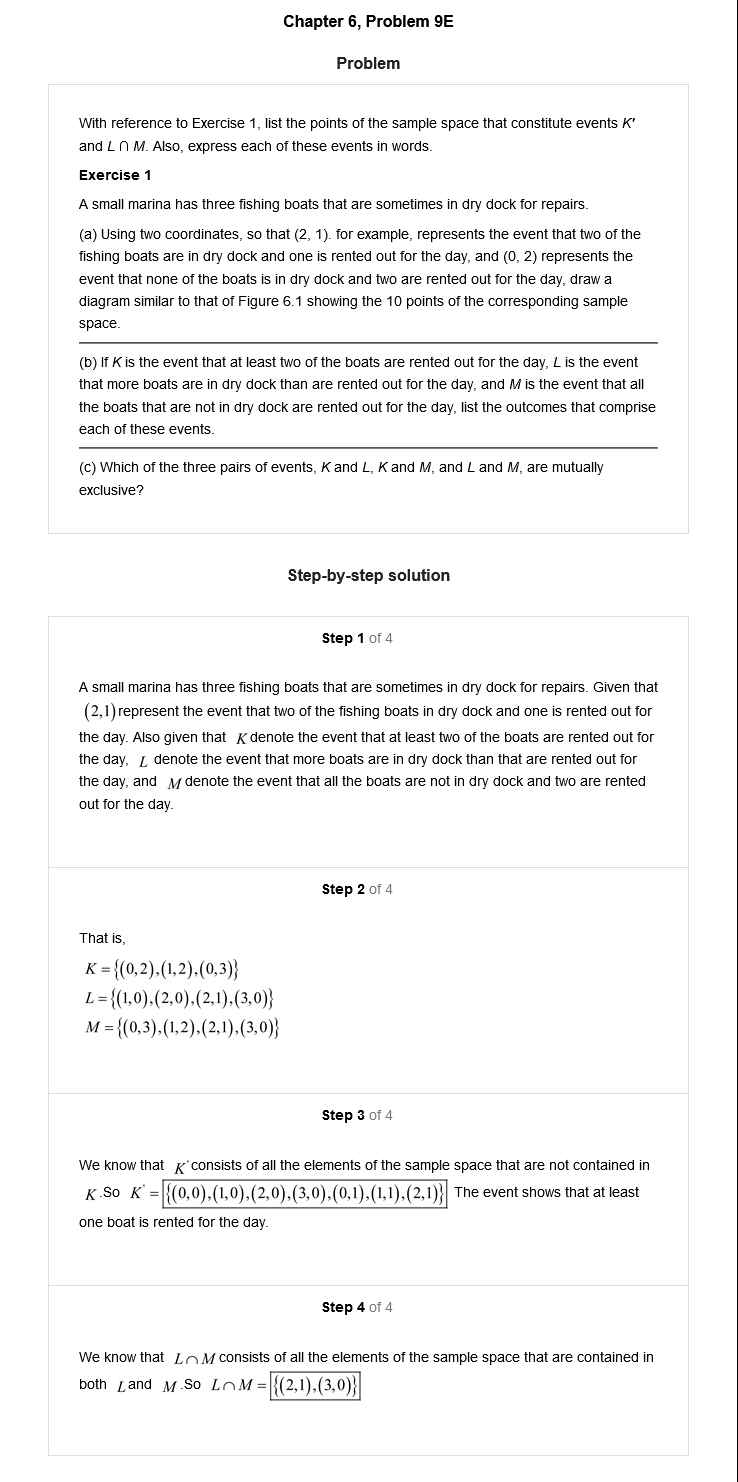 Chapter 6, Problem 9E
Problem
With reference to Exercise 1, list the points of the sample space that constitute events K′
and L ∩ M. Also, express each of these events in words.
Exercise 1
A small marina has three fishing boats that are sometimes in dry dock for repairs.
(a) Using two coordinates, so that (2, 1). for example, represents the event that two of the
fishing boats are in dry dock and one is rented out for the day, and (0, 2) represents the
event that none of the boats is in dry dock and two are rented out for the day, draw a
diagram similar to that of Figure 6.1 showing the 10 points of the corresponding sample
space.
(b) If K is the event that at least two of the boats are rented out for the day, L is the event
that more boats are in dry dock than are rented out for the day, and M is the event that all
the boats that are not in dry dock are rented out for the day, list the outcomes that comprise
each of these events.
(c) Which of the three pairs of events, K and L, K and M, and L and M, are mutually
exclusive?
Step-by-step solution
Step 1 of 4
A small marina has three fishing boats that are sometimes in dry dock for repairs. Given that
(2,1) represent the event that two of the fishing boats in dry dock and one is rented out for
the day. Also given that K denote the event that at least two of the boats are rented out for
the day, L denote the event that more boats are in dry dock than that are rented out for
the day, and M denote the event that all the boats are not in dry dock and two are rented
out for the day.
Step 2 of 4
That is,
K = {(0,2),(1,2),(0,3)}
L = {(1,0),(2,0),(2,1),(3,0)}
M = {(0,3),(1,2),(2,1),(3,0)}
Step 3 of 4
We know that K' consists of all the elements of the sample space that are not contained in
K .So K' = {(0,0),(1,0),(2,0),(3,0),(0,1),(1,1),(2,1)} The event shows that at least
one boat is rented for the day.
Step 4 of 4
We know that L∩M consists of all the elements of the sample space that are contained in
both L and M .So L∩M = {(2,1),(3,0)}